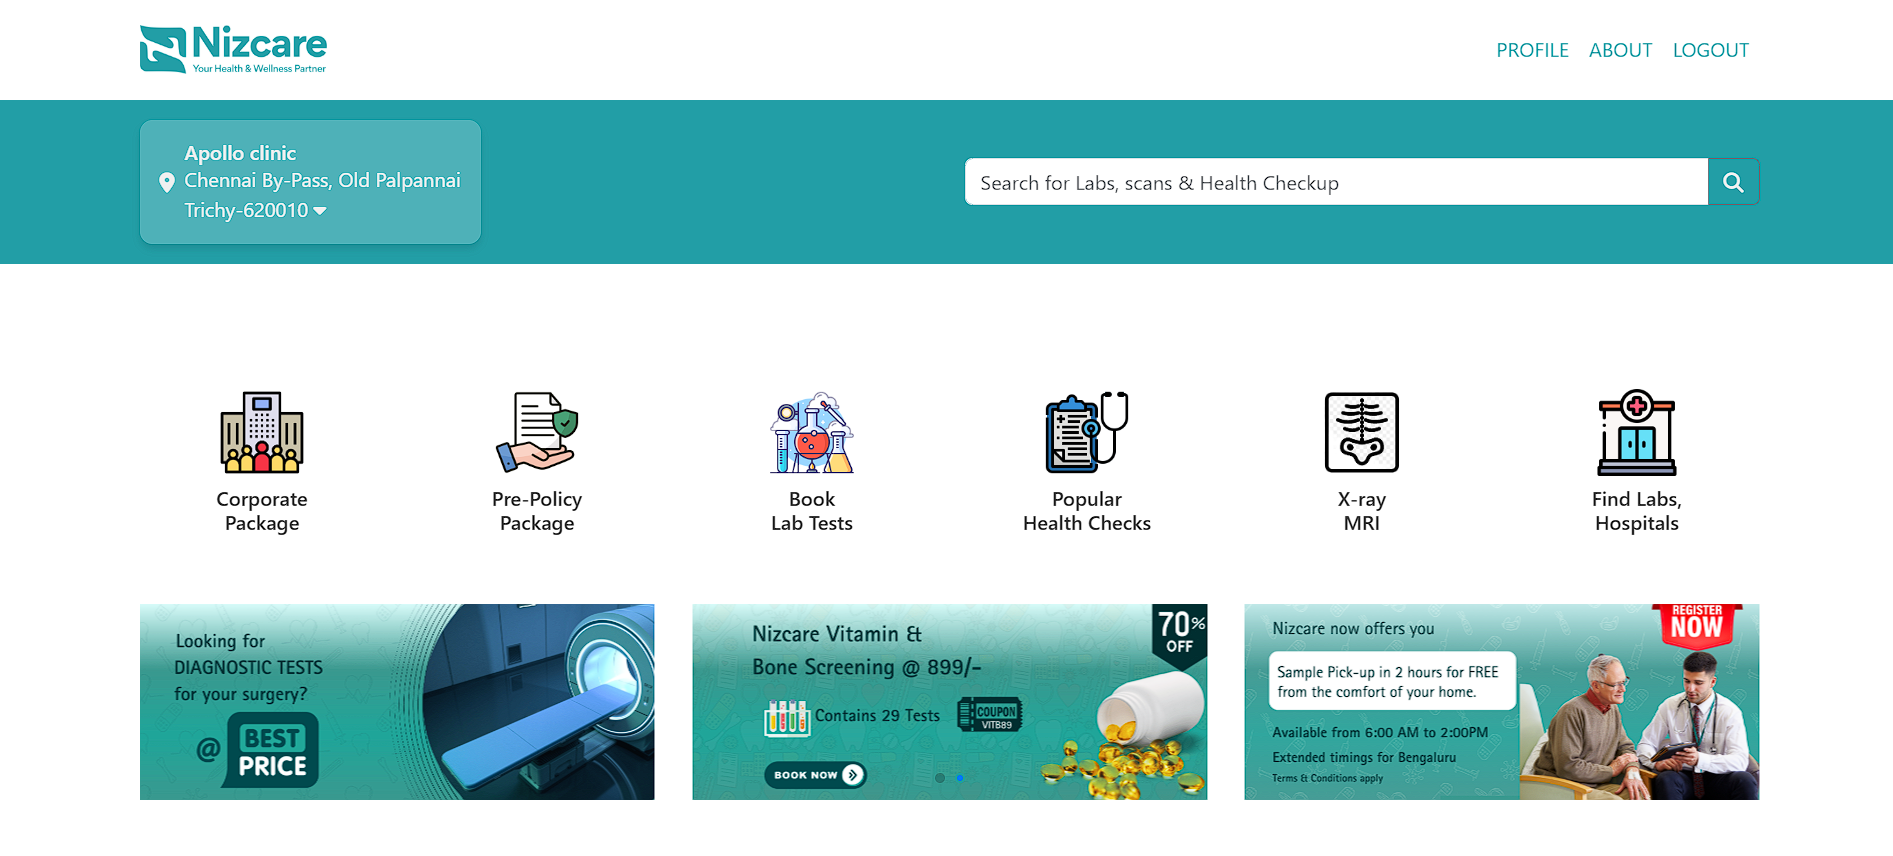 Nizcare
Your Health & Wellness Partner
PROFILE ABOUT LOGOUT
Apollo clinic
Chennai By-Pass, Old Palpannai
Trichy-620010
Search for Labs, scans & Health Checkup
Corporate
Package
Pre-Policy
Package
Book
Lab Tests
Popular
Health Checks
X-ray
MRI
Find Labs,
Hospitals
Looking for
DIAGNOSTIC TESTS
for your surgery?
@ BEST
PRICE
Nizcare Vitamin &
Bone Screening @ 899/-
70%
OFF
Contains 29 Tests
COUPON
VITB89
BOOK NOW
Nizcare now offers you
REGISTER
NOW
Sample Pick-up in 2 hours for FREE
from the comfort of your home.
Available from 6:00 AM to 2:00PM
Extended timings for Bengaluru
Terms & Conditions apply